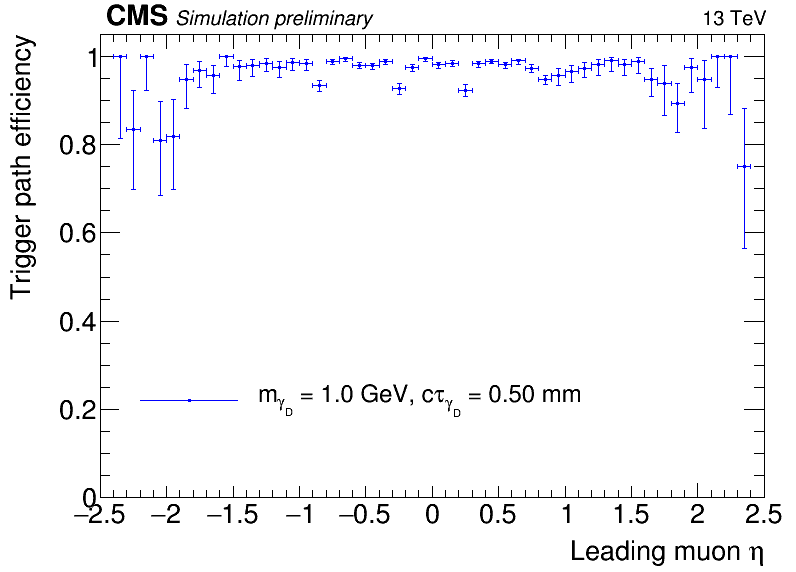 CMS Simulation preliminary 13 TeV
Trigger path efficiency
1
0.8
0.6
0.4
0.2
0
m_γ_D = 1.0 GeV, cτ_γ_D = 0.50 mm
−2.5 −2 −1.5 −1 −0.5 0 0.5 1 1.5 2 2.5
Leading muon η